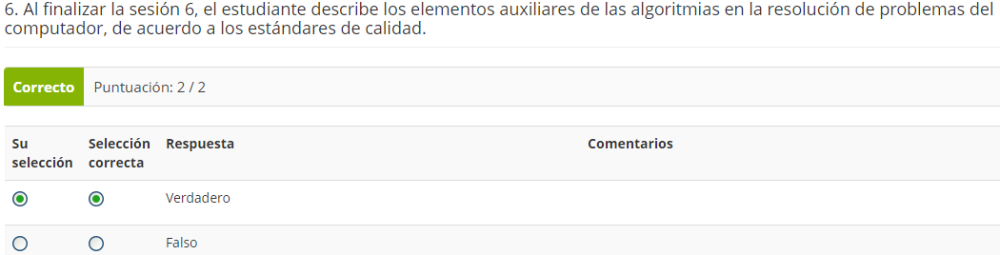 6. Al finalizar la sesión 6, el estudiante describe los elementos auxiliares de las algoritmias en la resolución de problemas del
computador, de acuerdo a los estándares de calidad.
Correcto Puntuación: 2 / 2
Su selección Selección correcta Respuesta Comentarios
Verdadero
Falso